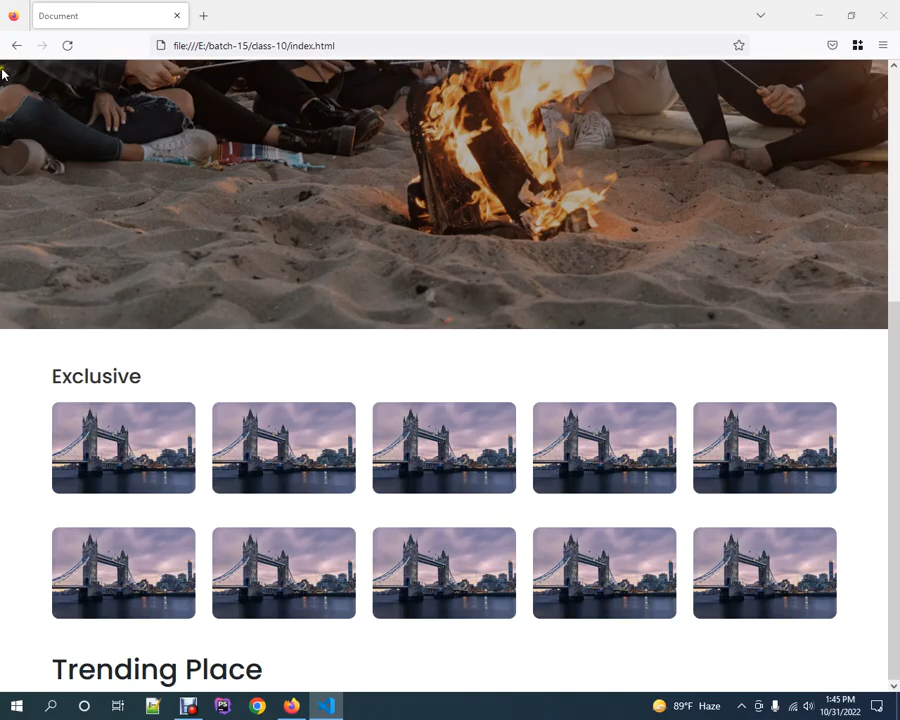 Document
file:///E:/batch-15/class-10/index.html
Exclusive
Trending Place
PS
89°F Haze
1:45 PM
10/31/2022